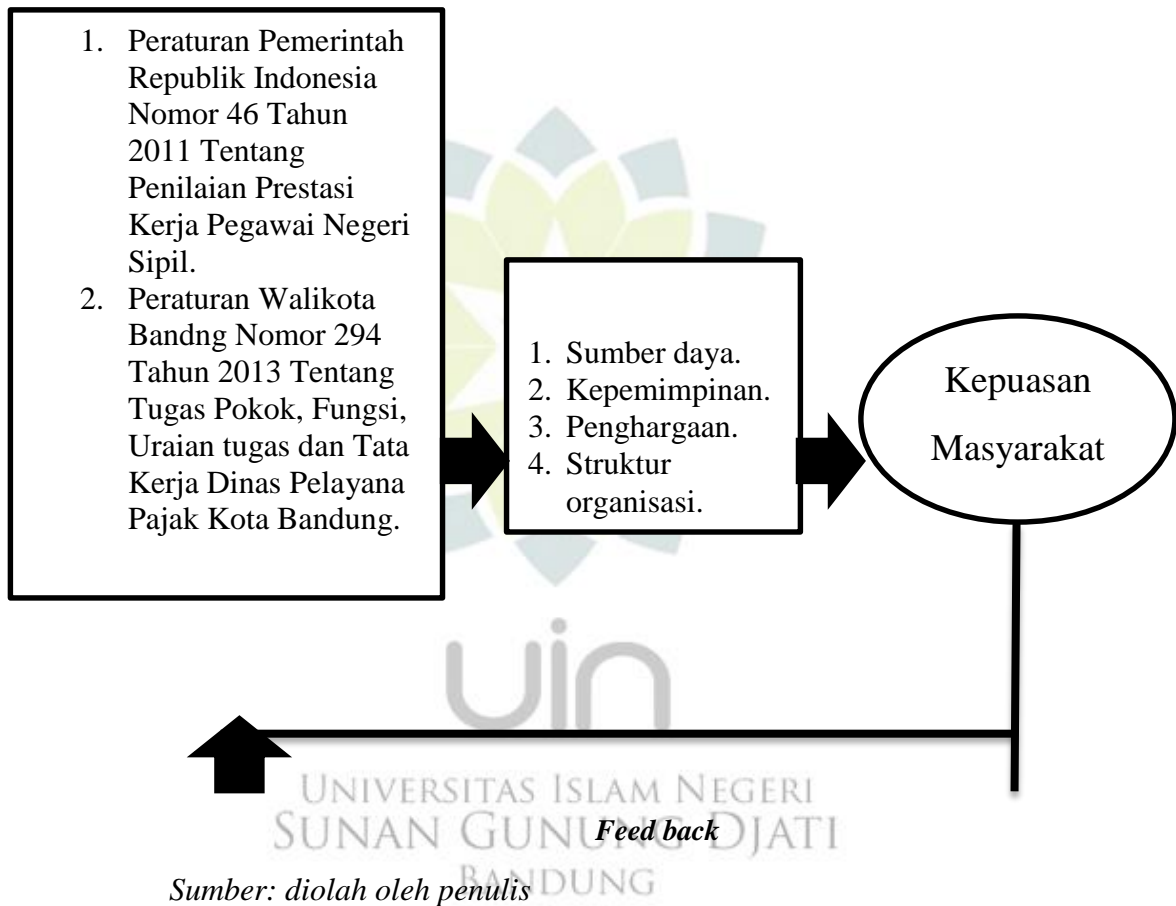 1. Peraturan Pemerintah
Republik Indonesia
Nomor 46 Tahun
2011 Tentang
Penilaian Prestasi
Kerja Pegawai Negeri
Sipil.
2. Peraturan Walikota
Bandng Nomor 294
Tahun 2013 Tentang
Tugas Pokok, Fungsi,
Uraian tugas dan Tata
Kerja Dinas Pelayana
Pajak Kota Bandung.
1. Sumber daya.
2. Kepemimpinan.
3. Penghargaan.
4. Struktur
organisasi.
Kepuasan
Masyarakat
uin
UNIVERSITAS ISLAM NEGERI
SUNAN GUNUNG DJATI
BANDUNG
Feed back
Sumber: diolah oleh penulis